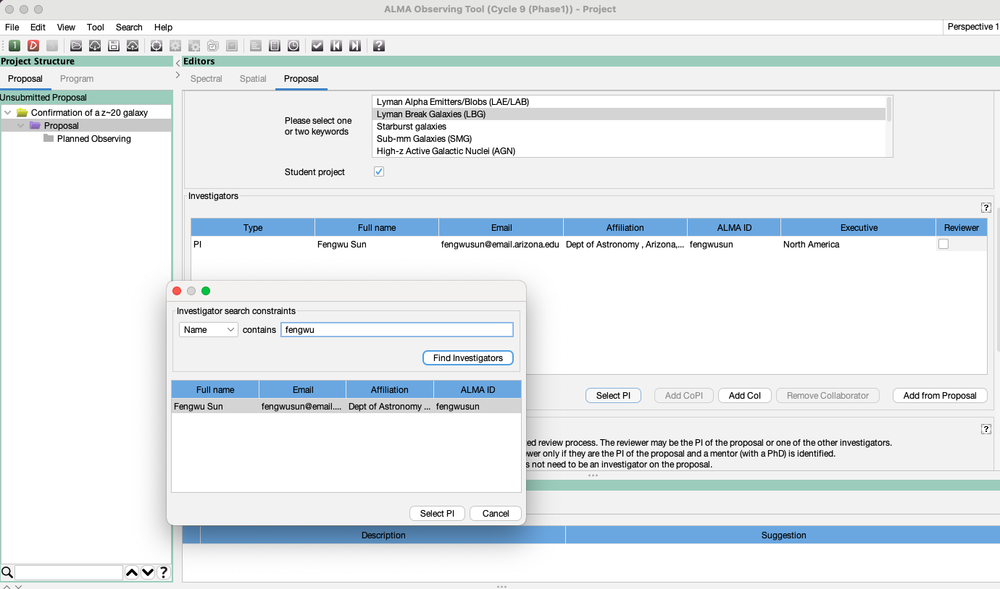 ALMA Observing Tool (Cycle 9 (Phase1)) - Project
File Edit View Tool Search Help
Perspective 1
1 D
?
Project Structure
Editors
Proposal Program
Spectral Spatial Proposal
Unsubmitted Proposal
Confirmation of a z~20 galaxy
Proposal
Planned Observing
Please select one
or two keywords
Lyman Alpha Emitters/Blobs (LAE/LAB)
Lyman Break Galaxies (LBG)
Starburst galaxies
Sub-mm Galaxies (SMG)
High-z Active Galactic Nuclei (AGN)
Student project
Investigators
?
Type Full name Email Affiliation ALMA ID Executive Reviewer
PI Fengwu Sun fengwusun@email.arizona.edu Dept of Astronomy , Arizona,... fengwusun North America
Investigator search constraints
Name contains fengwu
Find Investigators
Full name Email Affiliation ALMA ID
Fengwu Sun fengwusun@email.... Dept of Astronomy ... fengwusun
Select PI Cancel
Select PI Add CoPI Add CoI Remove Collaborator Add from Proposal
?
review process. The reviewer may be the PI of the proposal or one of the other investigators.
only if they are the PI of the proposal and a mentor (with a PhD) is identified.
not need to be an investigator on the proposal.
Description Suggestion
?